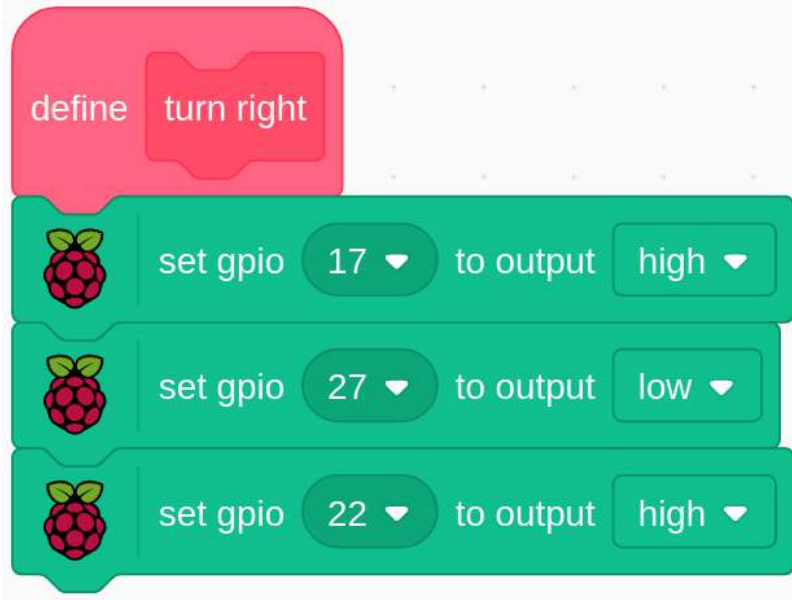 define turn right
set gpio 17 to output high
set gpio 27 to output low
set gpio 22 to output high